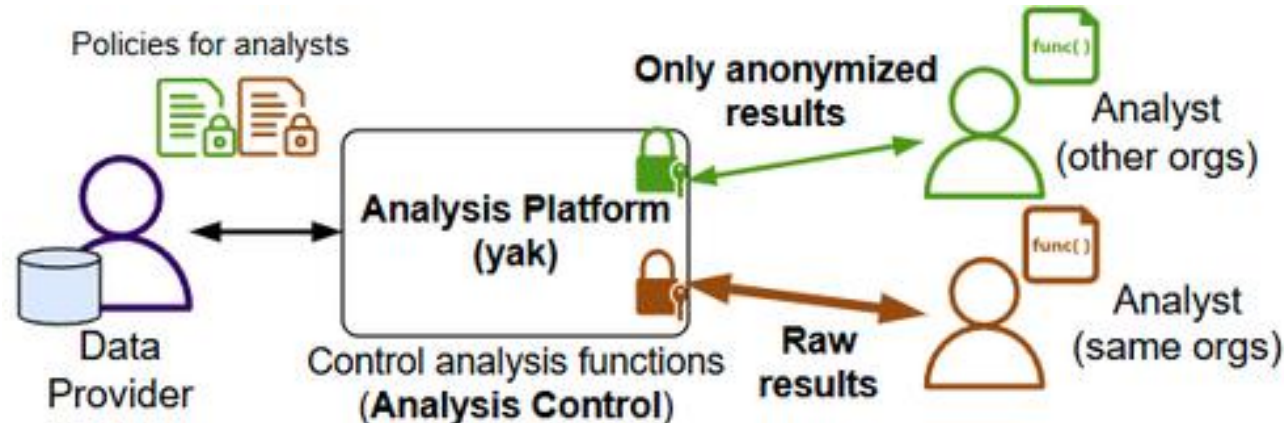 Policies for analysts
Only anonymized
results
func( )
Analyst
(other orgs)
Analysis Platform
(yak)
func( )
Analyst
(same orgs)
Raw
results
Data
Provider
Control analysis functions
(Analysis Control)